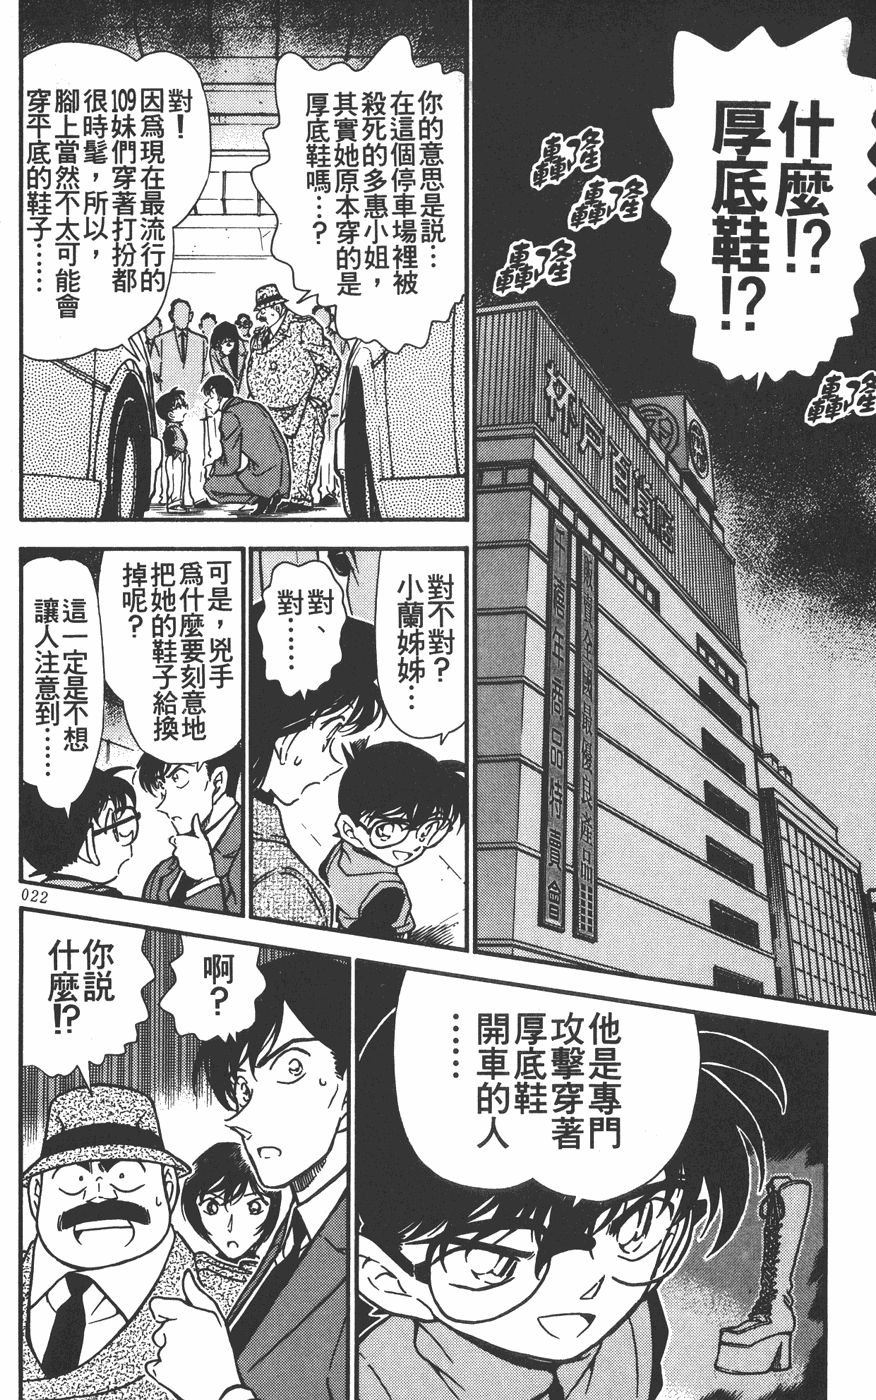 什麼!?
厚底鞋!?
轟隆
轟隆
轟隆
轟隆
杯戶百貨
你的意思是說…
在這個停車場裡被
殺死的多惠小姐，
其實她原本穿的是
厚底鞋嗎…？
對！
因為現在最流行的
109妹們穿著打扮都
很時髦，所以，
腳上當然不太可能會
穿平底的鞋子……
對不對？
小蘭姊姊…
對、
對……
可是，兇手
為什麼要刻意地
把她的鞋子給換
掉呢？
這一定是不想
讓人注意到……
022
他是專門
攻擊穿著
厚底鞋
開車的人
……
啊？
你說
什麼!?